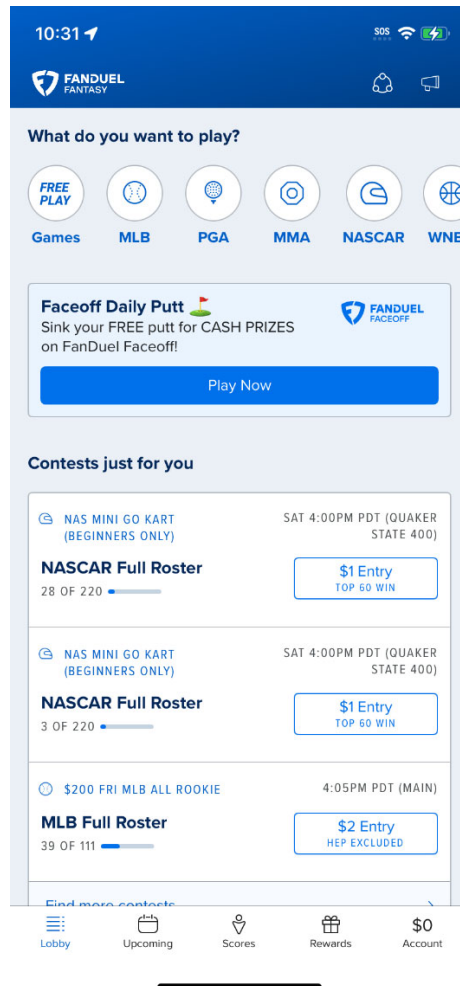 10:31
SOS
FANDUEL
FANTASY
What do you want to play?
FREE
PLAY
Games
MLB
PGA
MMA
NASCAR
WNB
Faceoff Daily Putt
Sink your FREE putt for CASH PRIZES
on FanDuel Faceoff!
FANDUEL
FACEOFF
Play Now
Contests just for you
NAS MINI GO KART
(BEGINNERS ONLY)
SAT 4:00PM PDT (QUAKER
STATE 400)
NASCAR Full Roster
28 OF 220
$1 Entry
TOP 60 WIN
NAS MINI GO KART
(BEGINNERS ONLY)
SAT 4:00PM PDT (QUAKER
STATE 400)
NASCAR Full Roster
3 OF 220
$1 Entry
TOP 60 WIN
$200 FRI MLB ALL ROOKIE
4:05PM PDT (MAIN)
MLB Full Roster
39 OF 111
$2 Entry
HEP EXCLUDED
Find more contests
Lobby
Upcoming
Scores
Rewards
$0
Account